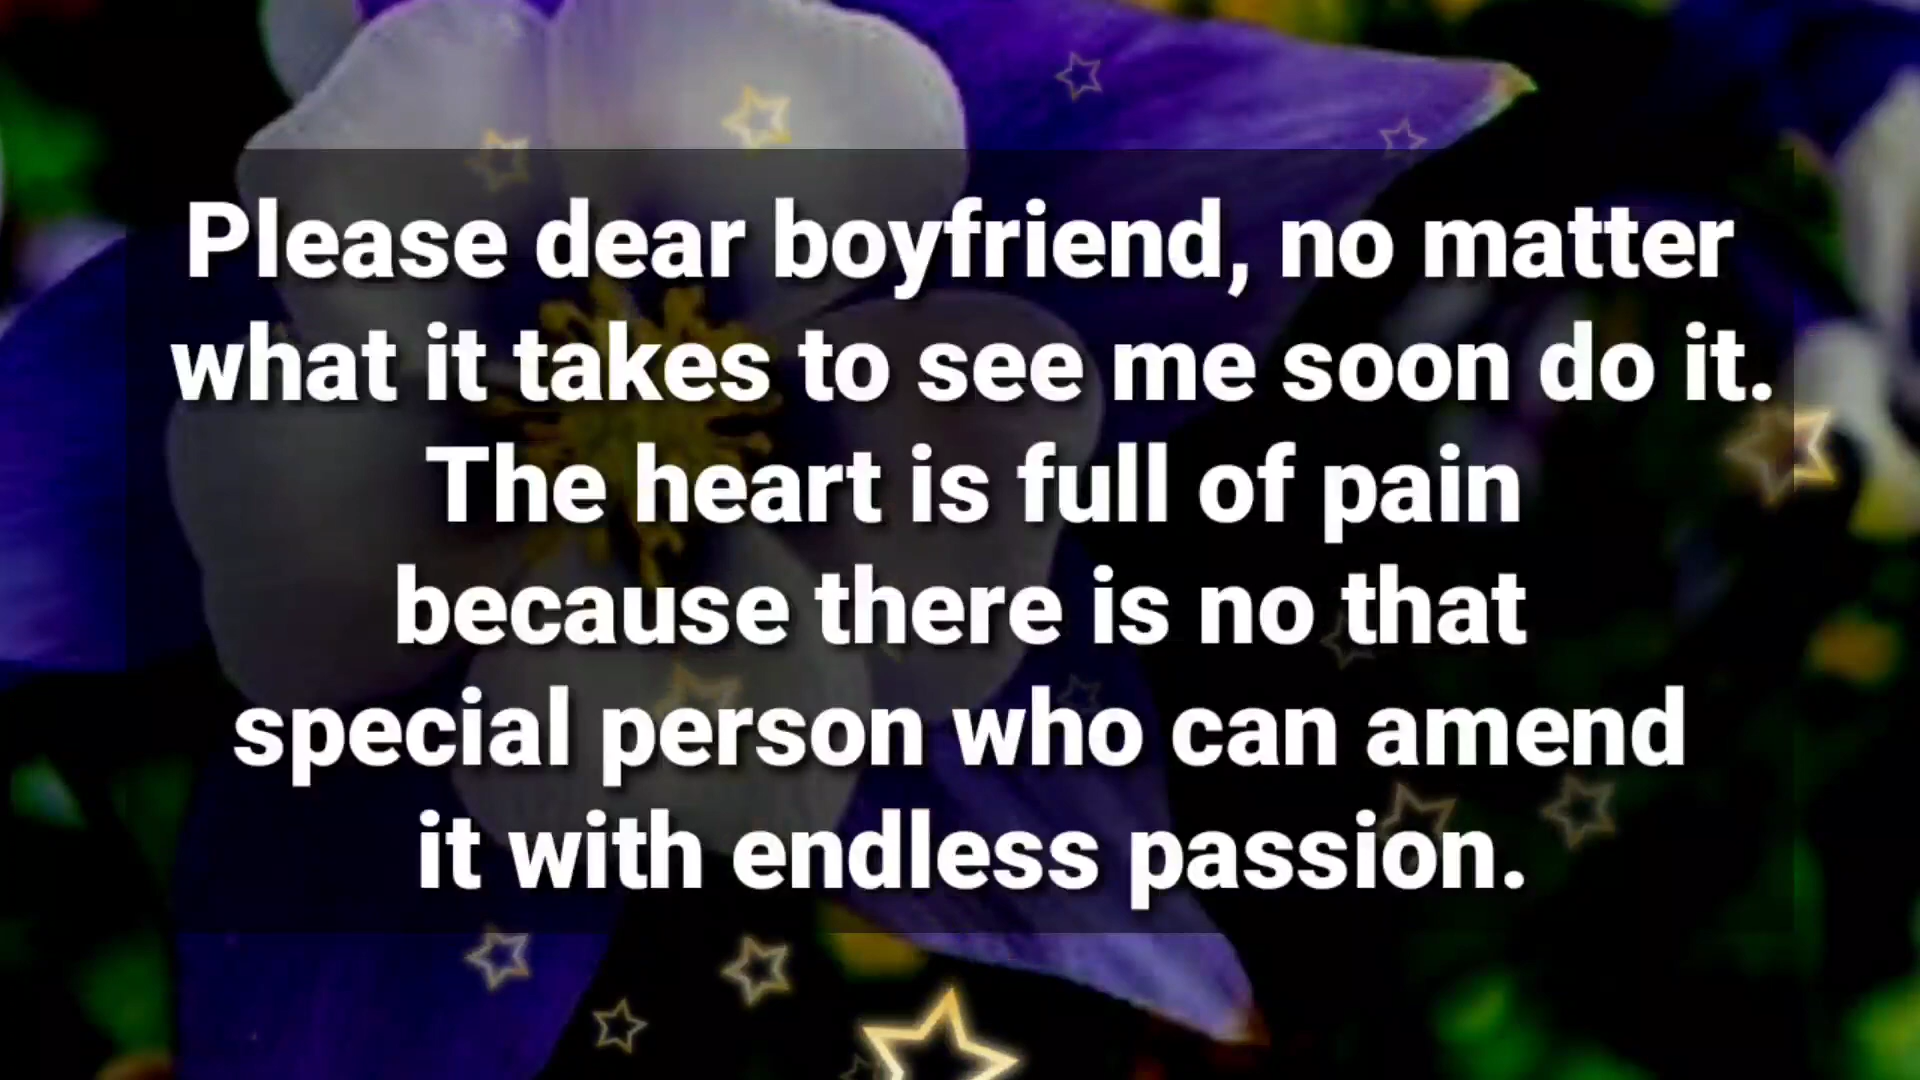 Please dear boyfriend, no matter
what it takes to see me soon do it.
The heart is full of pain
because there is no that
special person who can amend
it with endless passion.